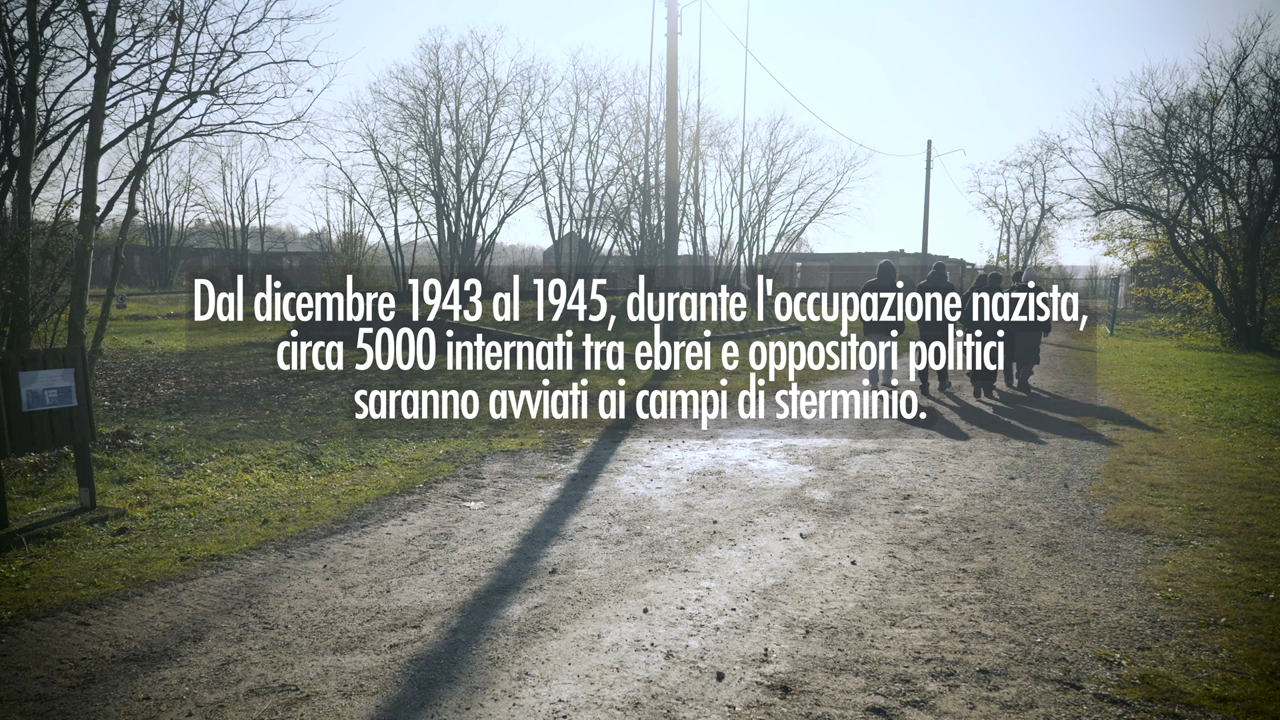 Dal dicembre 1943 al 1945, durante l'occupazione nazista,
circa 5000 internati tra ebrei e oppositori politici
saranno avviati ai campi di sterminio.